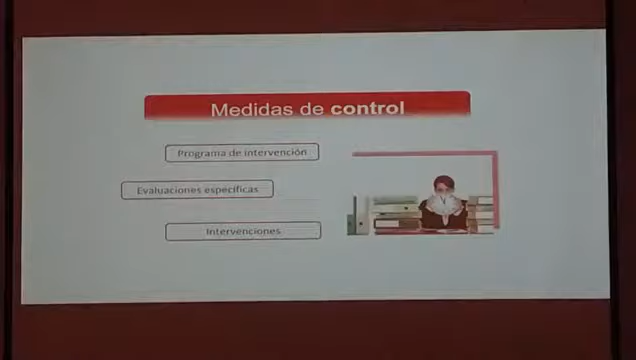 Medidas de control
Programa de intervención
Evaluaciones específicas
Intervenciones